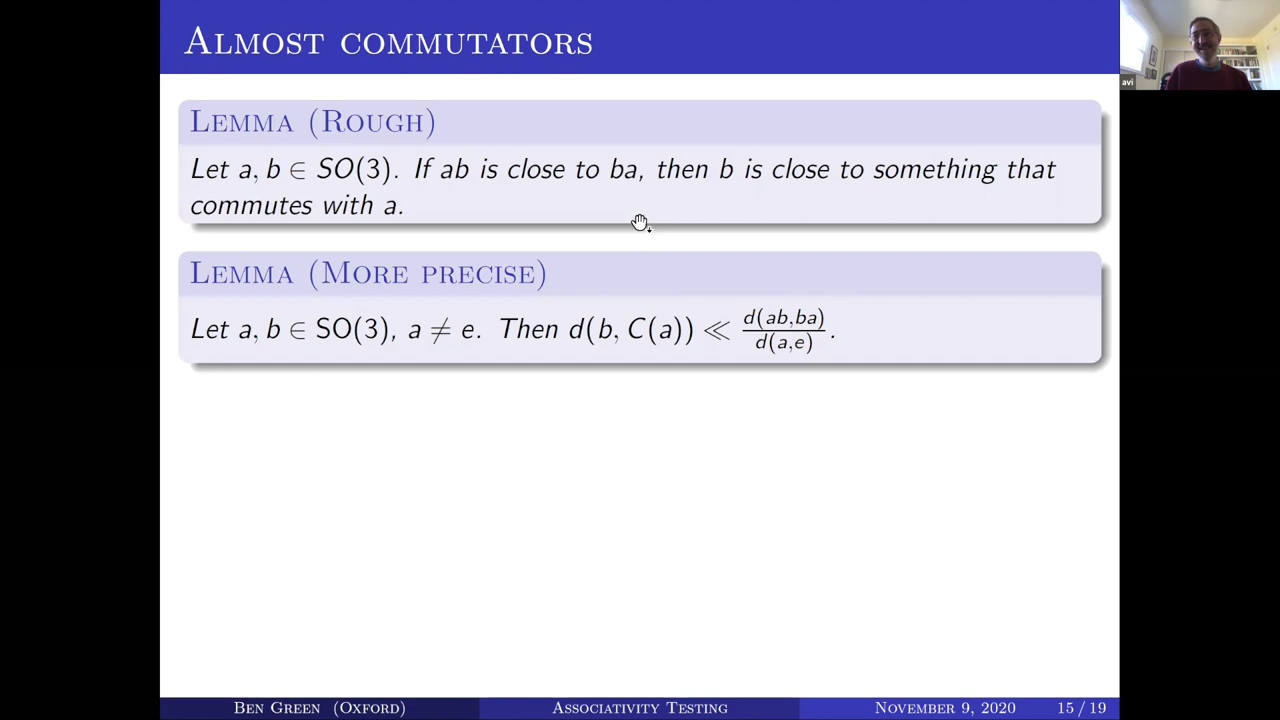 Almost commutators
avi
Lemma (Rough)
Let a, b ∈ SO(3). If ab is close to ba, then b is close to something that
commutes with a.
Lemma (More precise)
Let a, b ∈ SO(3), a ≠ e. Then d(b, C(a)) ≪ d(ab,ba)/d(a,e).
Ben Green (Oxford) Associativity Testing November 9, 2020 15 / 19